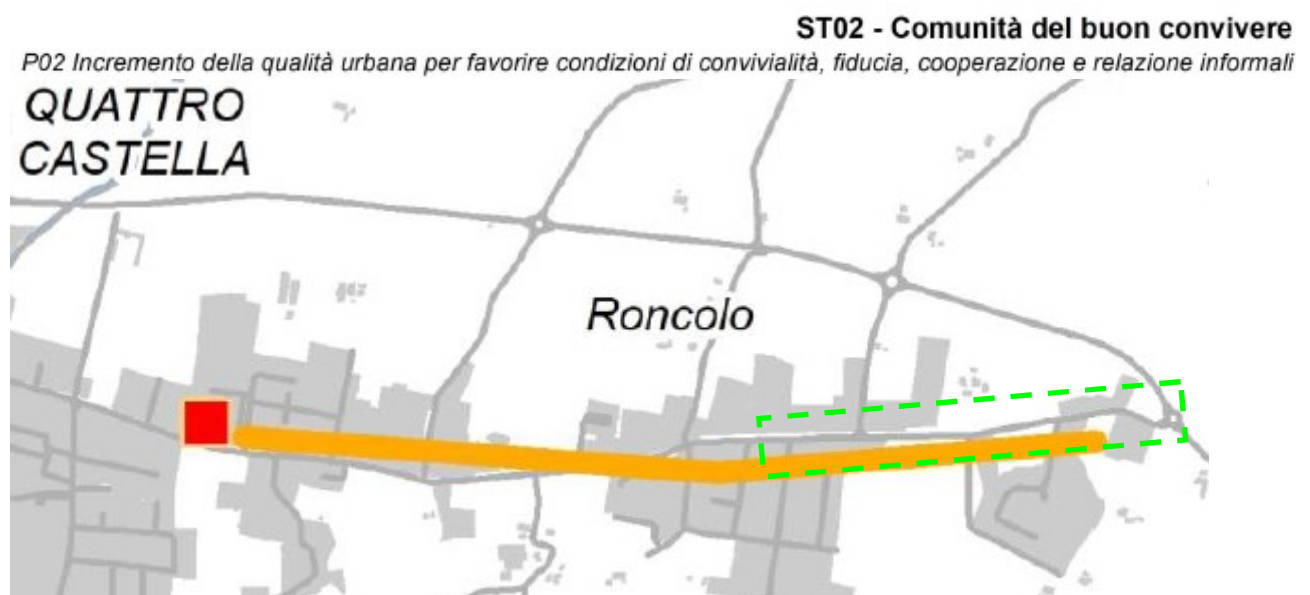 ST02 - Comunità del buon convivere
P02 Incremento della qualità urbana per favorire condizioni di convivialità, fiducia, cooperazione e relazione informali
QUATTRO
CASTELLA
Roncolo